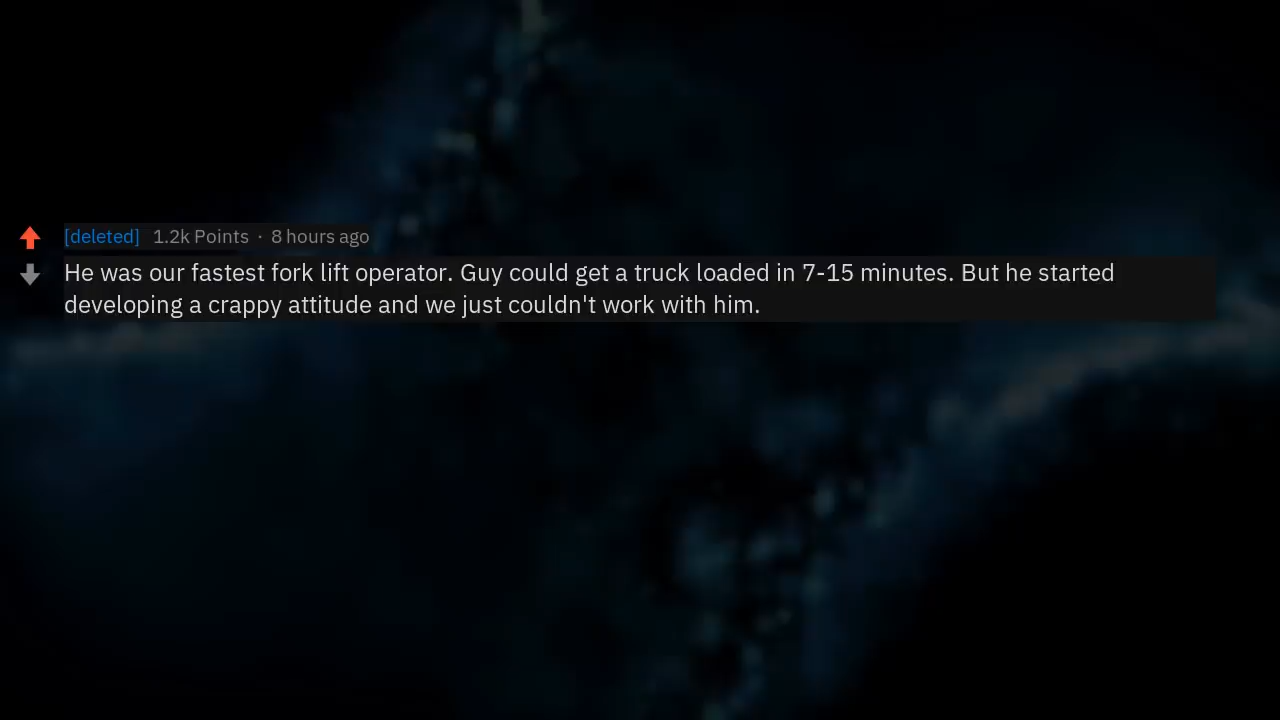 [deleted] 1.2k Points · 8 hours ago
He was our fastest fork lift operator. Guy could get a truck loaded in 7-15 minutes. But he started
developing a crappy attitude and we just couldn't work with him.